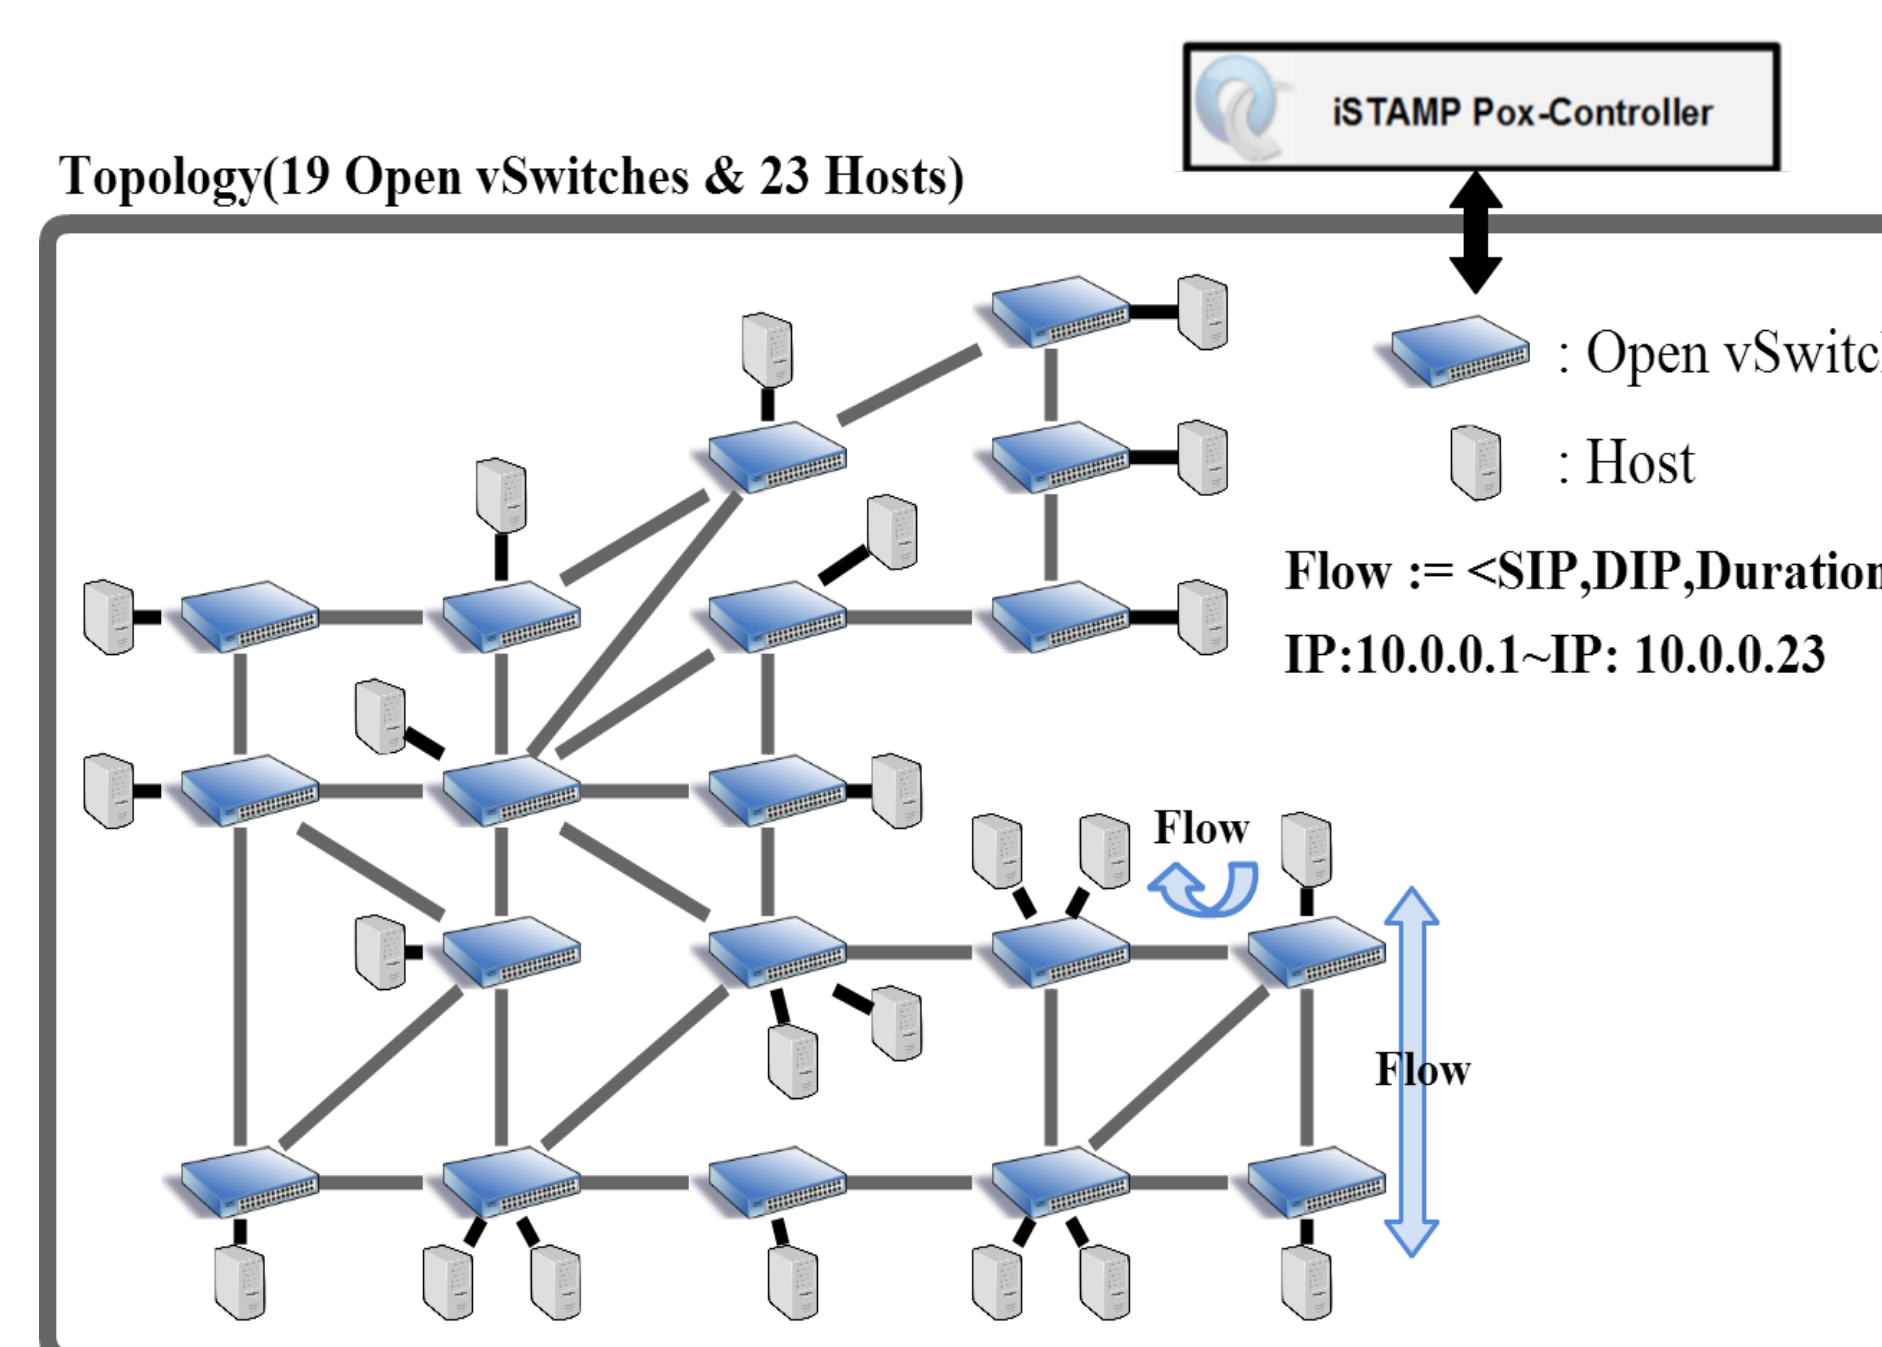 iSTAMP Pox-Controller
Topology(19 Open vSwitches & 23 Hosts)
: Open vSwitc
: Host
Flow := <SIP,DIP,Duration
IP:10.0.0.1~IP: 10.0.0.23
Flow
Flow